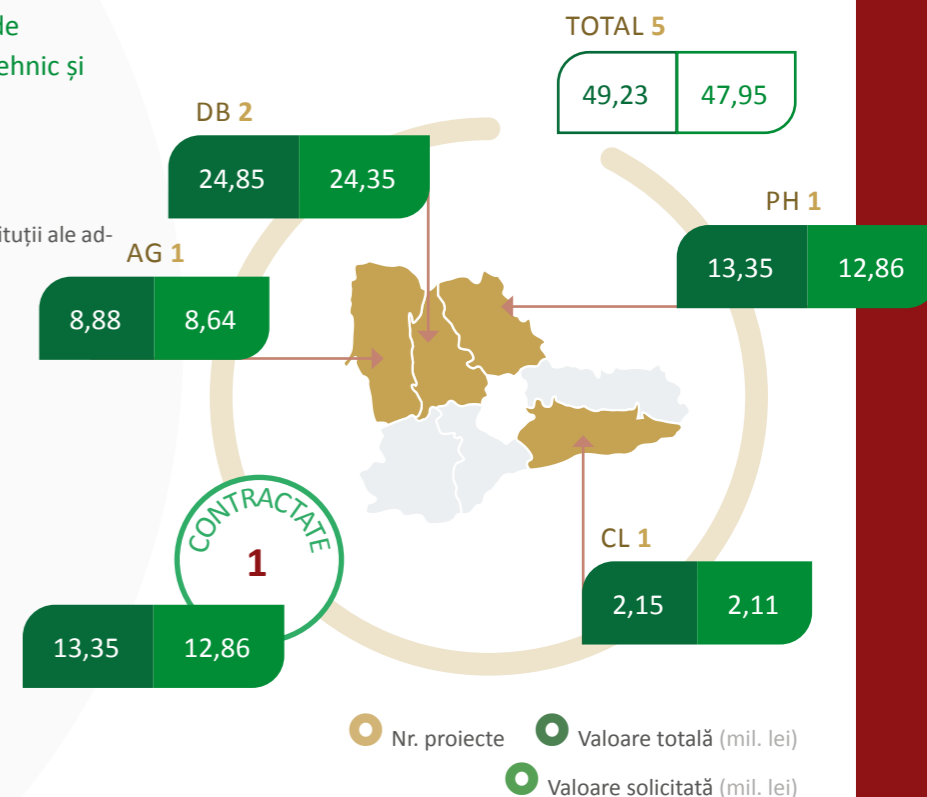 de
ehnic și
ituții ale ad-
TOTAL 5
49,23 47,95
DB 2
24,85 24,35
PH 1
13,35 12,86
AG 1
8,88 8,64
CONTRACTATE
1
13,35 12,86
CL 1
2,15 2,11
Nr. proiecte Valoare totală (mil. lei)
Valoare solicitată (mil. lei)